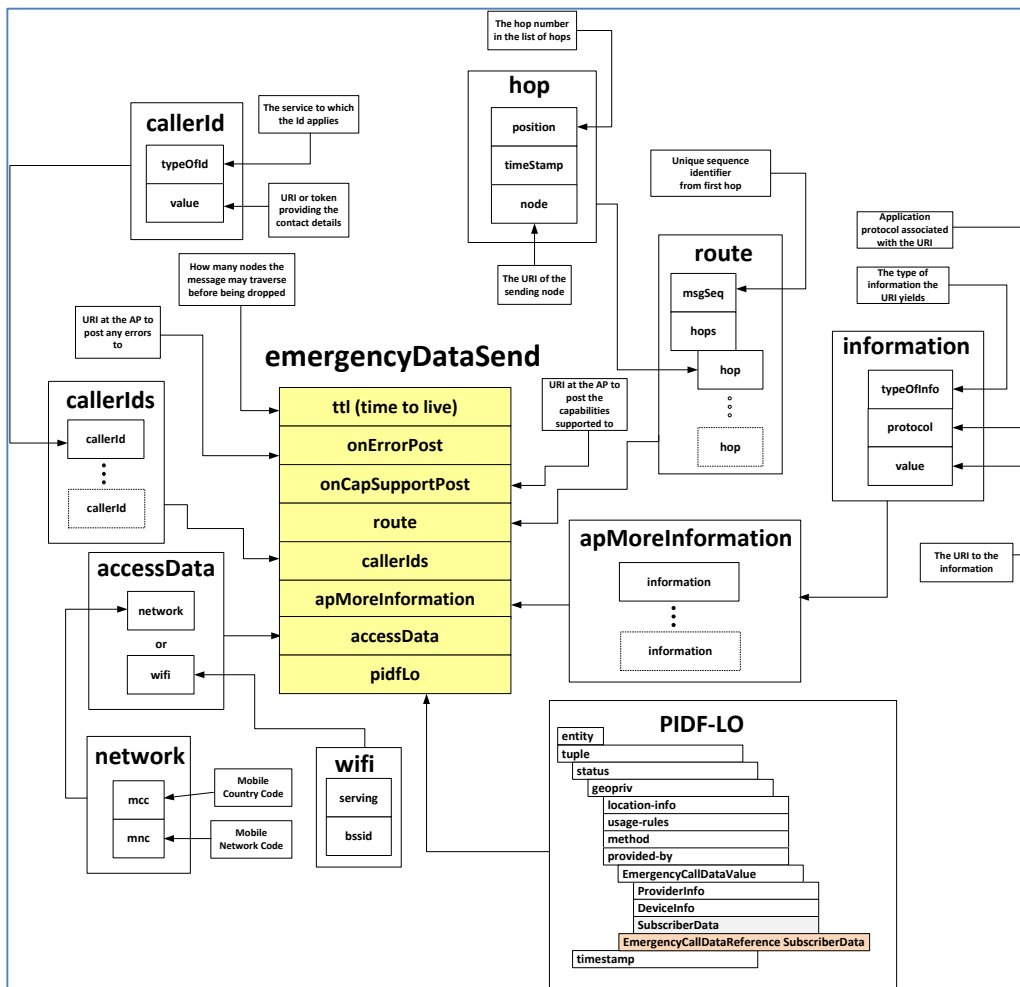 The hop number
in the list of hops
hop
position
timeStamp
node
The URI of the
sending node
callerId
typeOfId
value
The service to which
the Id applies
URI or token
providing the
contact details
Unique sequence
identifier
from first hop
route
msgSeq
hops
hop
hop
Application
protocol associated
with the URI
The type of
information the
URI yields
information
typeOfInfo
protocol
value
The URI to the
information
How many nodes the
message may traverse
before being dropped
URI at the AP to
post any errors
to
emergencyDataSend
ttl (time to live)
onErrorPost
onCapSupportPost
route
callerIds
apMoreInformation
accessData
pidfLo
URI at the AP to
post the
capabilities
supported to
callerIds
callerId
callerId
apMoreInformation
information
information
accessData
network
or
wifi
network
mcc
mnc
Mobile
Country Code
Mobile
Network Code
wifi
serving
bssid
PIDF-LO
entity
tuple
status
geopriv
location-info
usage-rules
method
provided-by
EmergencyCallDataValue
ProviderInfo
DeviceInfo
SubscriberData
EmergencyCallDataReference SubscriberData
timestamp